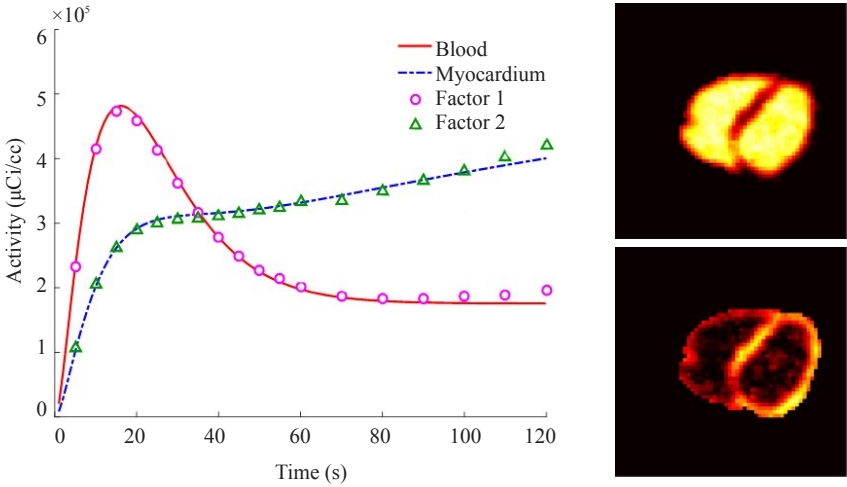 ×10⁵
6
5
4
3
2
1
0
Activity (μCi/cc)
Blood
Myocardium
Factor 1
Factor 2
0 20 40 60 80 100 120
Time (s)